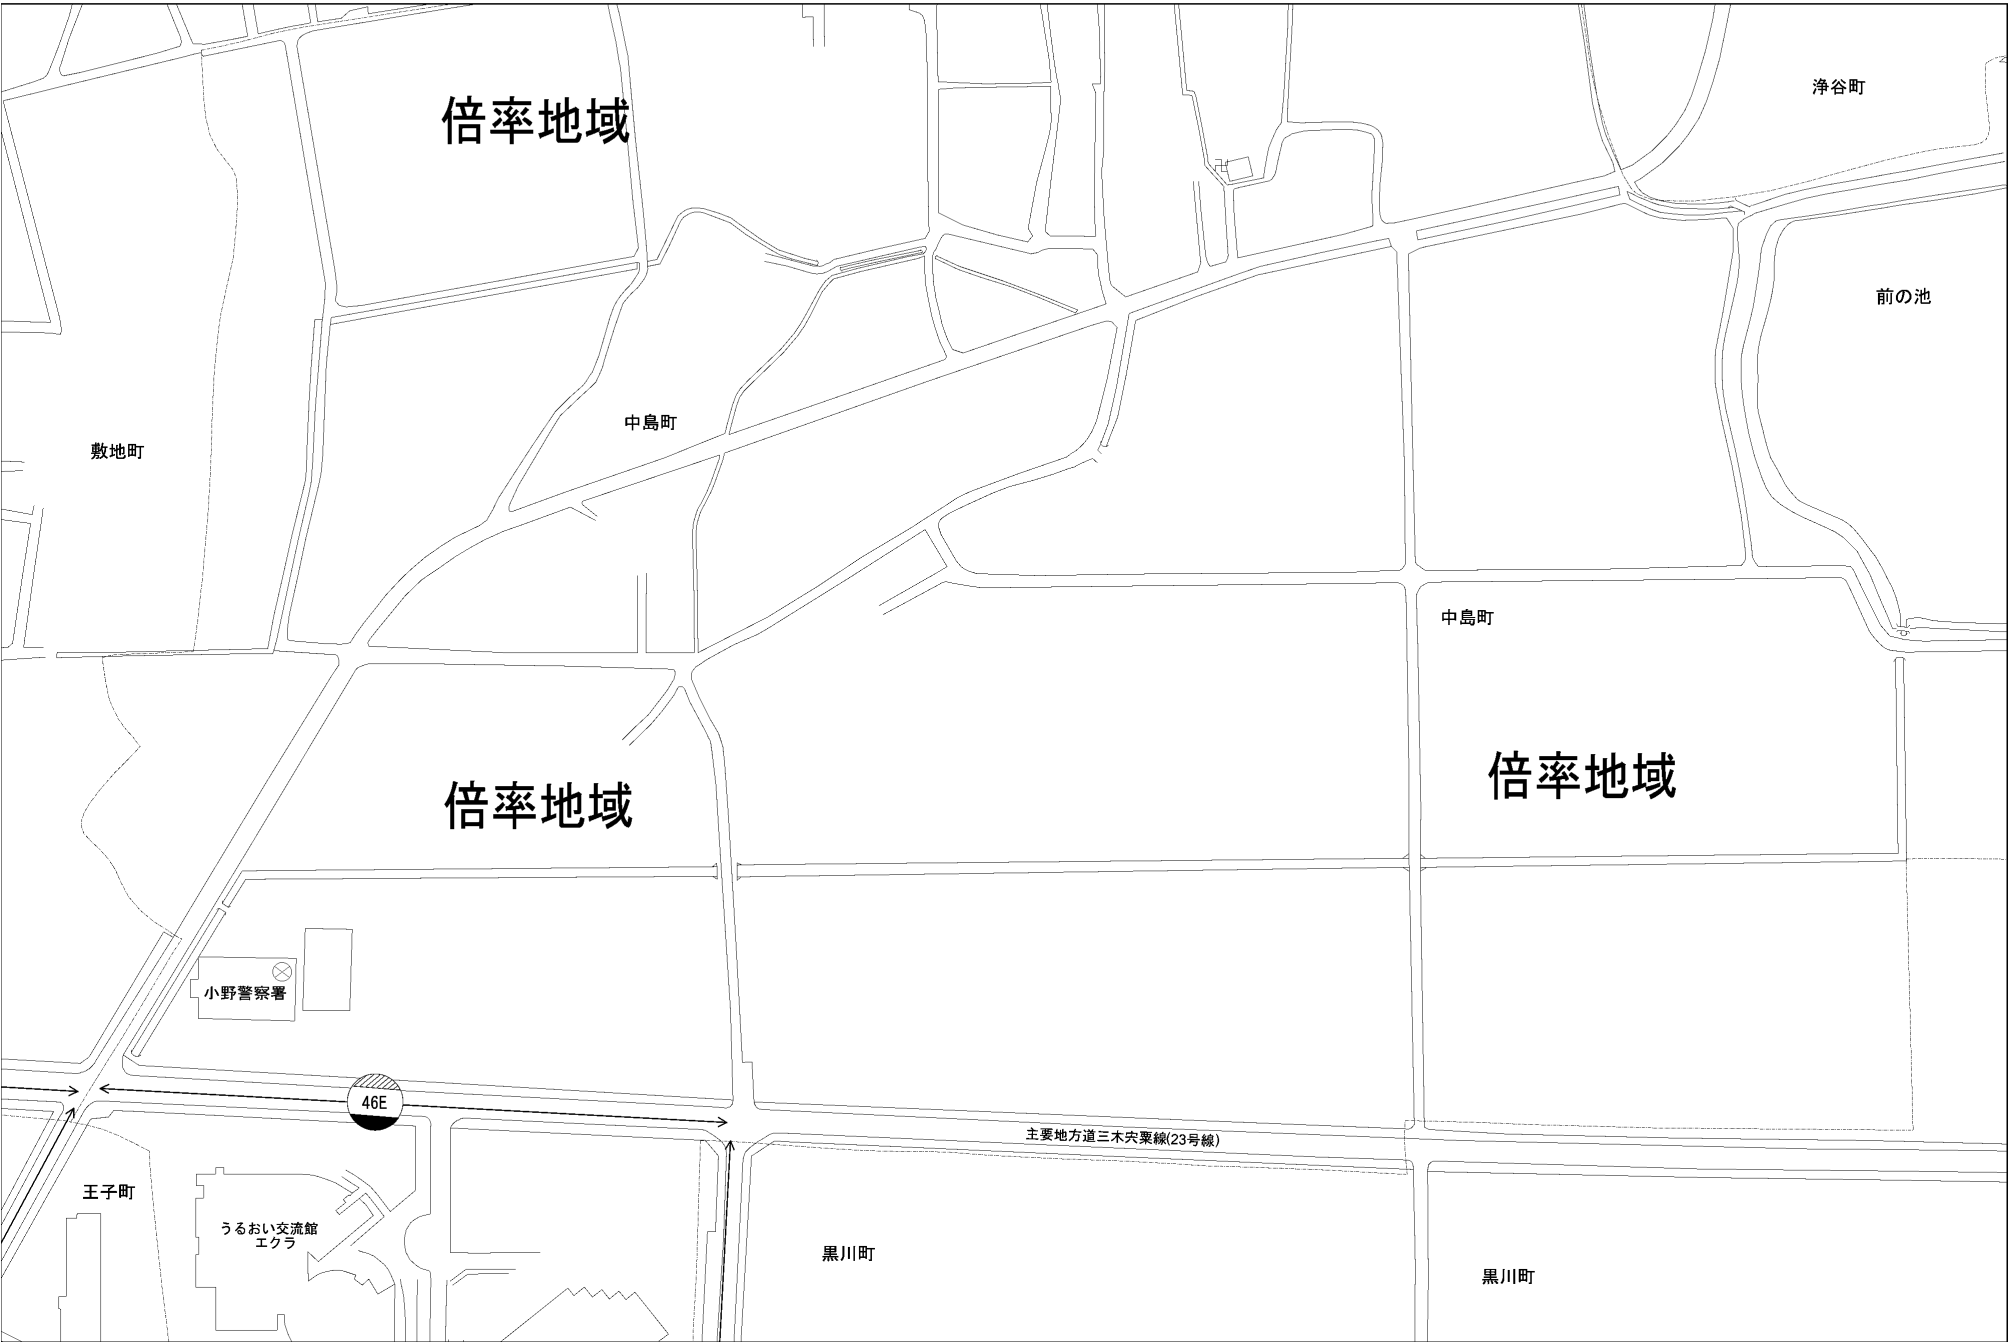 浄谷町
倍率地域
前の池
中島町
敷地町
中島町
倍率地域
倍率地域
小野警察署
46E
主要地方道三木宍粟線(23号線)
王子町
うるおい交流館
エクラ
黒川町
黒川町